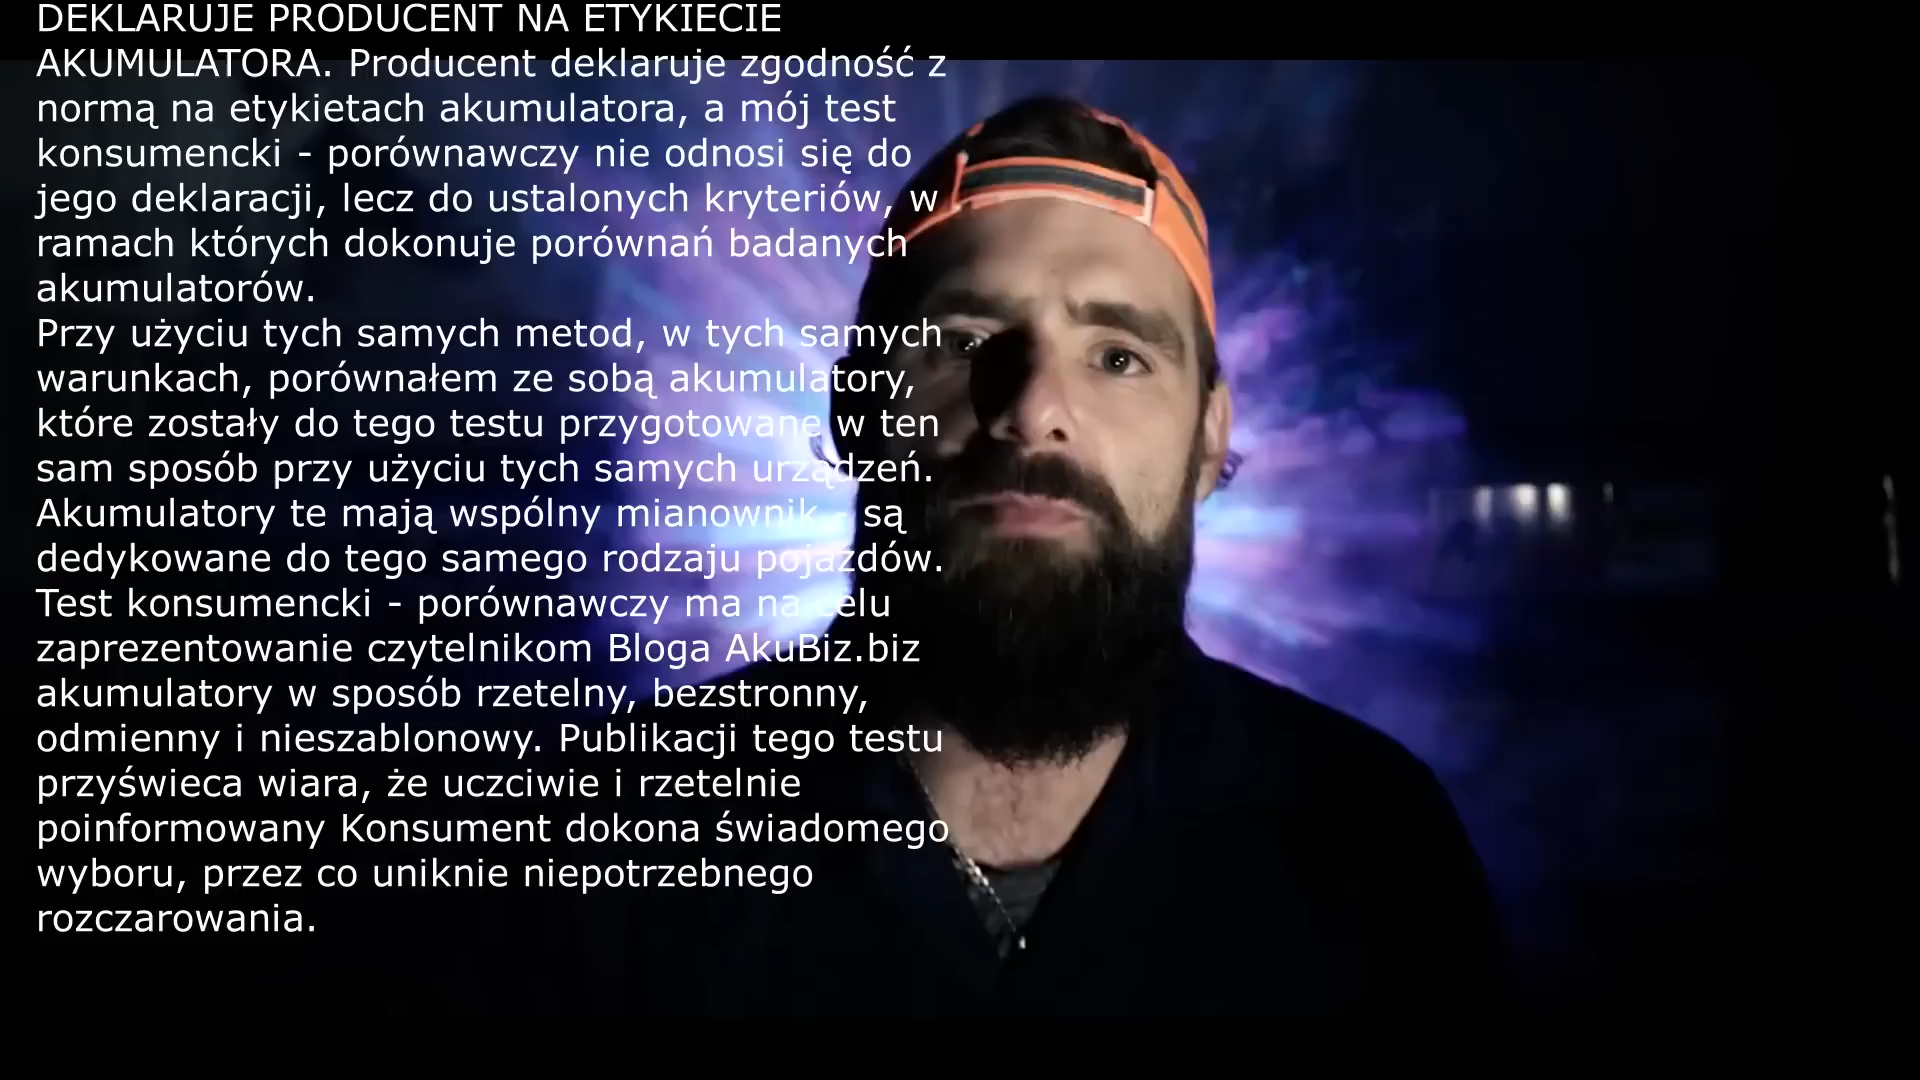 DEKLARUJE PRODUCENT NA ETYKIECIE
AKUMULATORA. Producent deklaruje zgodność z
normą na etykietach akumulatora, a mój test
konsumencki - porównawczy nie odnosi się do
jego deklaracji, lecz do ustalonych kryteriów, w
ramach których dokonuje porównań badanych
akumulatorów.
Przy użyciu tych samych metod, w tych samych
warunkach, porównałem ze sobą akumulatory,
które zostały do tego testu przygotowane w ten
sam sposób przy użyciu tych samych urządzeń.
Akumulatory te mają wspólny mianownik - są
dedykowane do tego samego rodzaju pojazdów.
Test konsumencki - porównawczy ma na celu
zaprezentowanie czytelnikom Bloga AkuBiz.biz
akumulatory w sposób rzetelny, bezstronny,
odmienny i nieszablonowy. Publikacji tego testu
przyświeca wiara, że uczciwie i rzetelnie
poinformowany Konsument dokona świadomego
wyboru, przez co uniknie niepotrzebnego
rozczarowania.